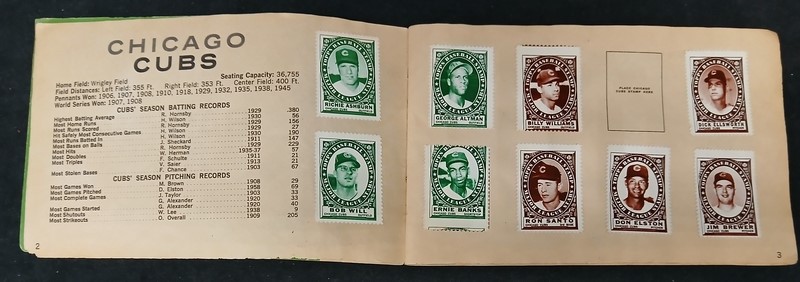 CHICAGO
CUBS
Home Field: Wrigley Field
Seating Capacity: 36,755
Field Distances: Left Field: 355 Ft. Right Field: 353 Ft. Center Field: 400 Ft.
Pennants Won: 1906, 1907, 1908, 1910, 1918, 1929, 1932, 1935, 1938, 1945
World Series Won: 1907, 1908
CUBS' SEASON BATTING RECORDS
Highest Batting Average R. Hornsby 1929 .380
Most Home Runs H. Wilson 1930 56
Most Runs Scored R. Hornsby 1929 156
Hit Safely Most Consecutive Games H. Wilson 1929 27
Most Runs Batted In H. Wilson 1930 190
Most Bases on Balls J. Sheckard 1911 147
Most Hits R. Hornsby 1929 229
Most Doubles W. Herman 1935-37 57
Most Triples F. Schulte 1911 21
V. Saier 1913 21
Most Stolen Bases F. Chance 1903 67
CUBS' SEASON PITCHING RECORDS
Most Games Won M. Brown 1908 29
Most Games Pitched D. Elston 1958 69
Most Complete Games J. Taylor 1903 33
G. Alexander 1920 33
Most Games Started G. Alexander 1920 40
Most Shutouts W. Lee 1938 9
Most Strikeouts O. Overall 1909 205
2
RICHIE ASHBURN
BOB WILL
TOPPS BASEBALL STAMP
GEORGE ALTMAN
ERNIE BANKS
BILLY WILLIAMS
RON SANTO
PLACE CHICAGO
CUBS STAMP HERE
DON ELSTON
DICK ELLSWORTH
JIM BREWER
3